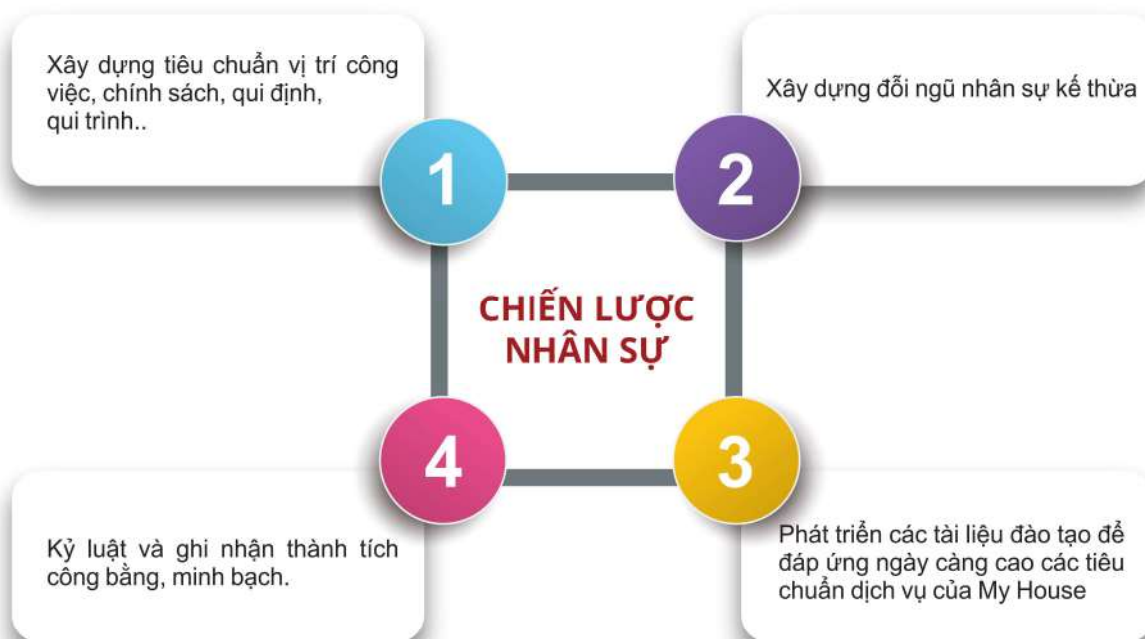 Xây dựng tiêu chuẩn vị trí công
việc, chính sách, qui định,
qui trình..
1
Xây dựng đỗi ngũ nhân sự kế thừa
2
CHIẾN LƯỢC
NHÂN SỰ
3
Phát triển các tài liệu đào tạo để
đáp ứng ngày càng cao các tiêu
chuẩn dịch vụ của My House
4
Kỷ luật và ghi nhận thành tích
công bằng, minh bạch.